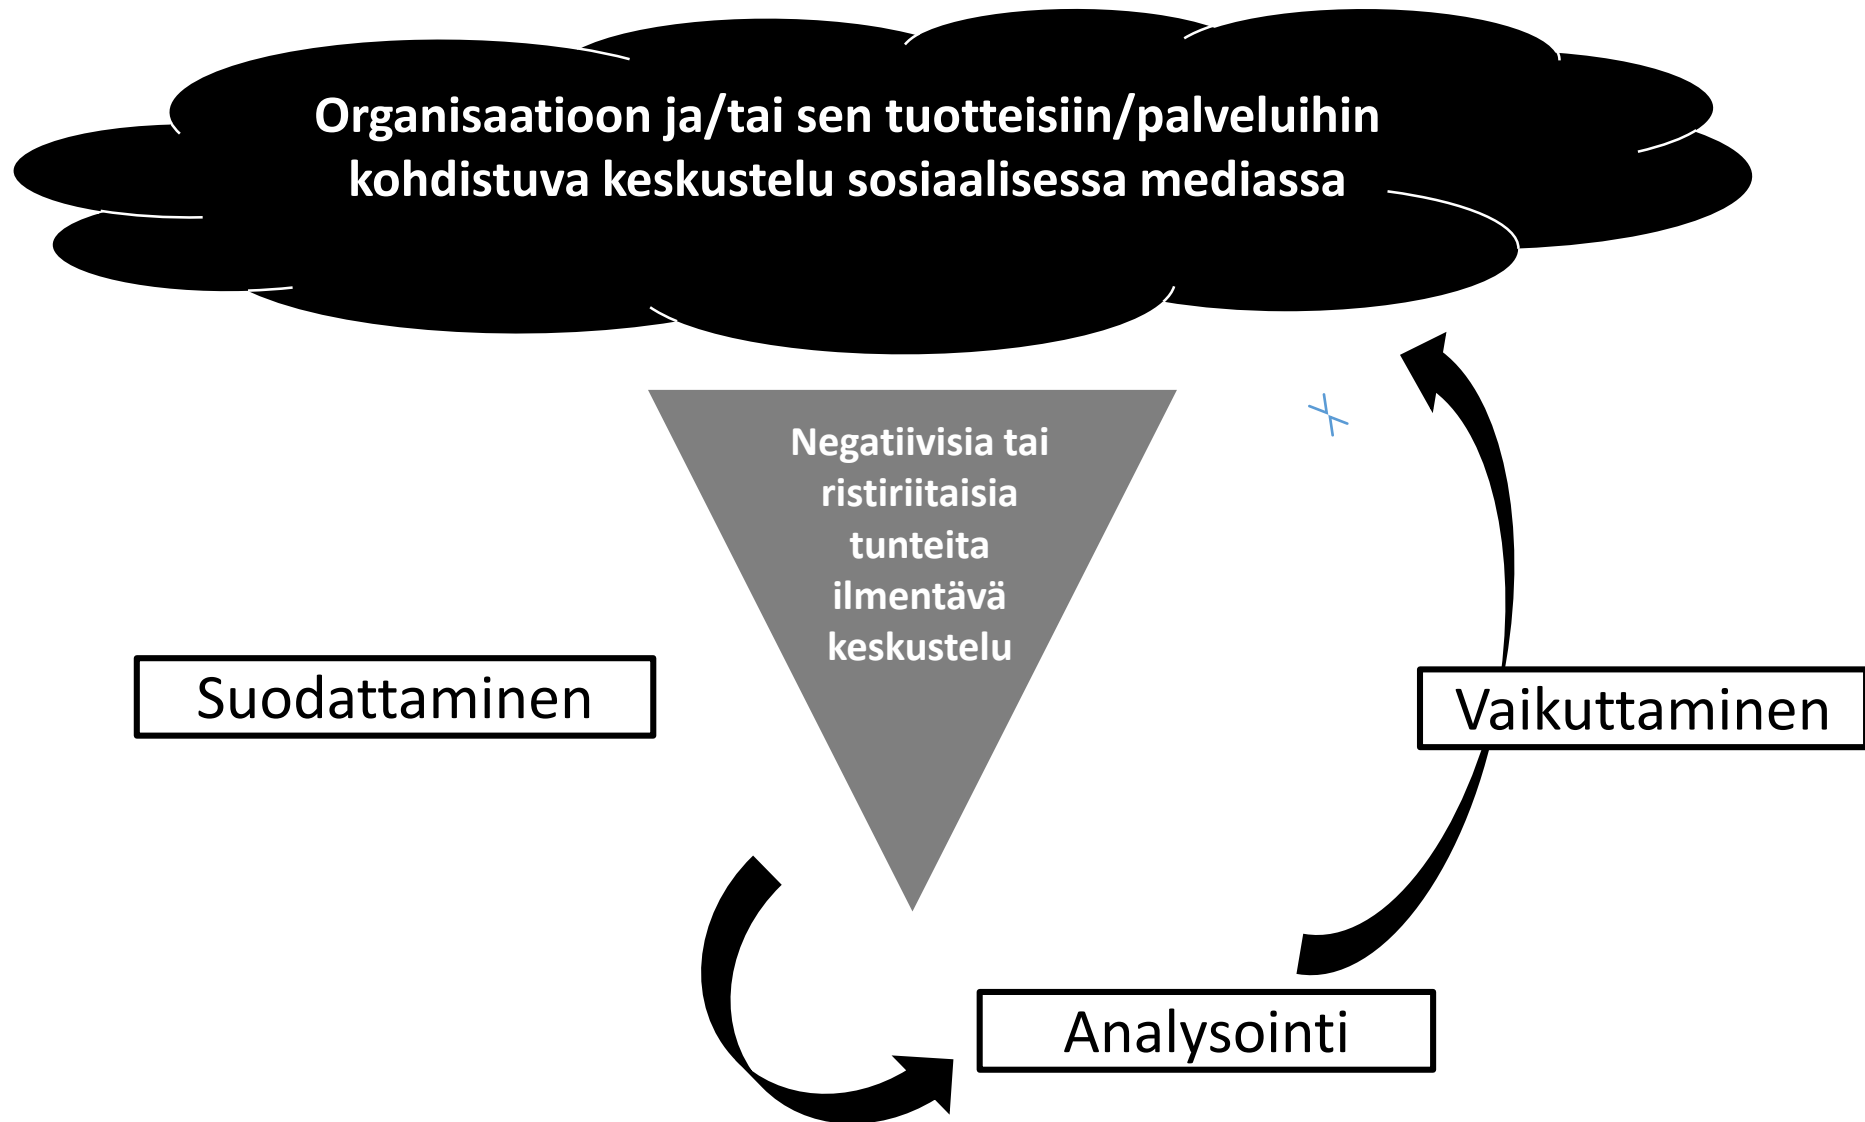 Organisaatioon ja/tai sen tuotteisiin/palveluihin
kohdistuva keskustelu sosiaalisessa mediassa
Negatiivisia tai
ristiriitaisia
tunteita
ilmentävä
keskustelu
Suodattaminen
Vaikuttaminen
Analysointi